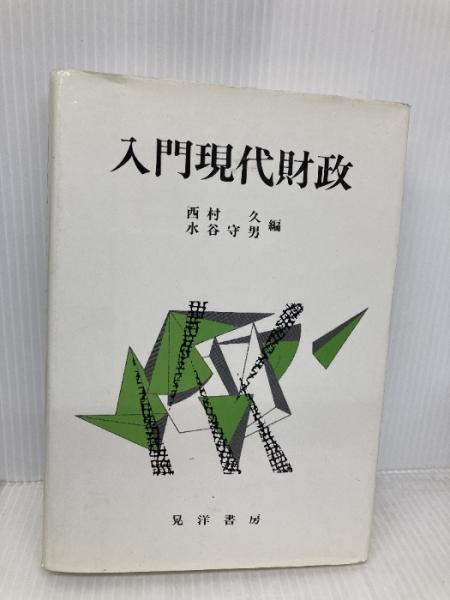 入門現代財政
西村 久
水谷守男 編
晃洋書房